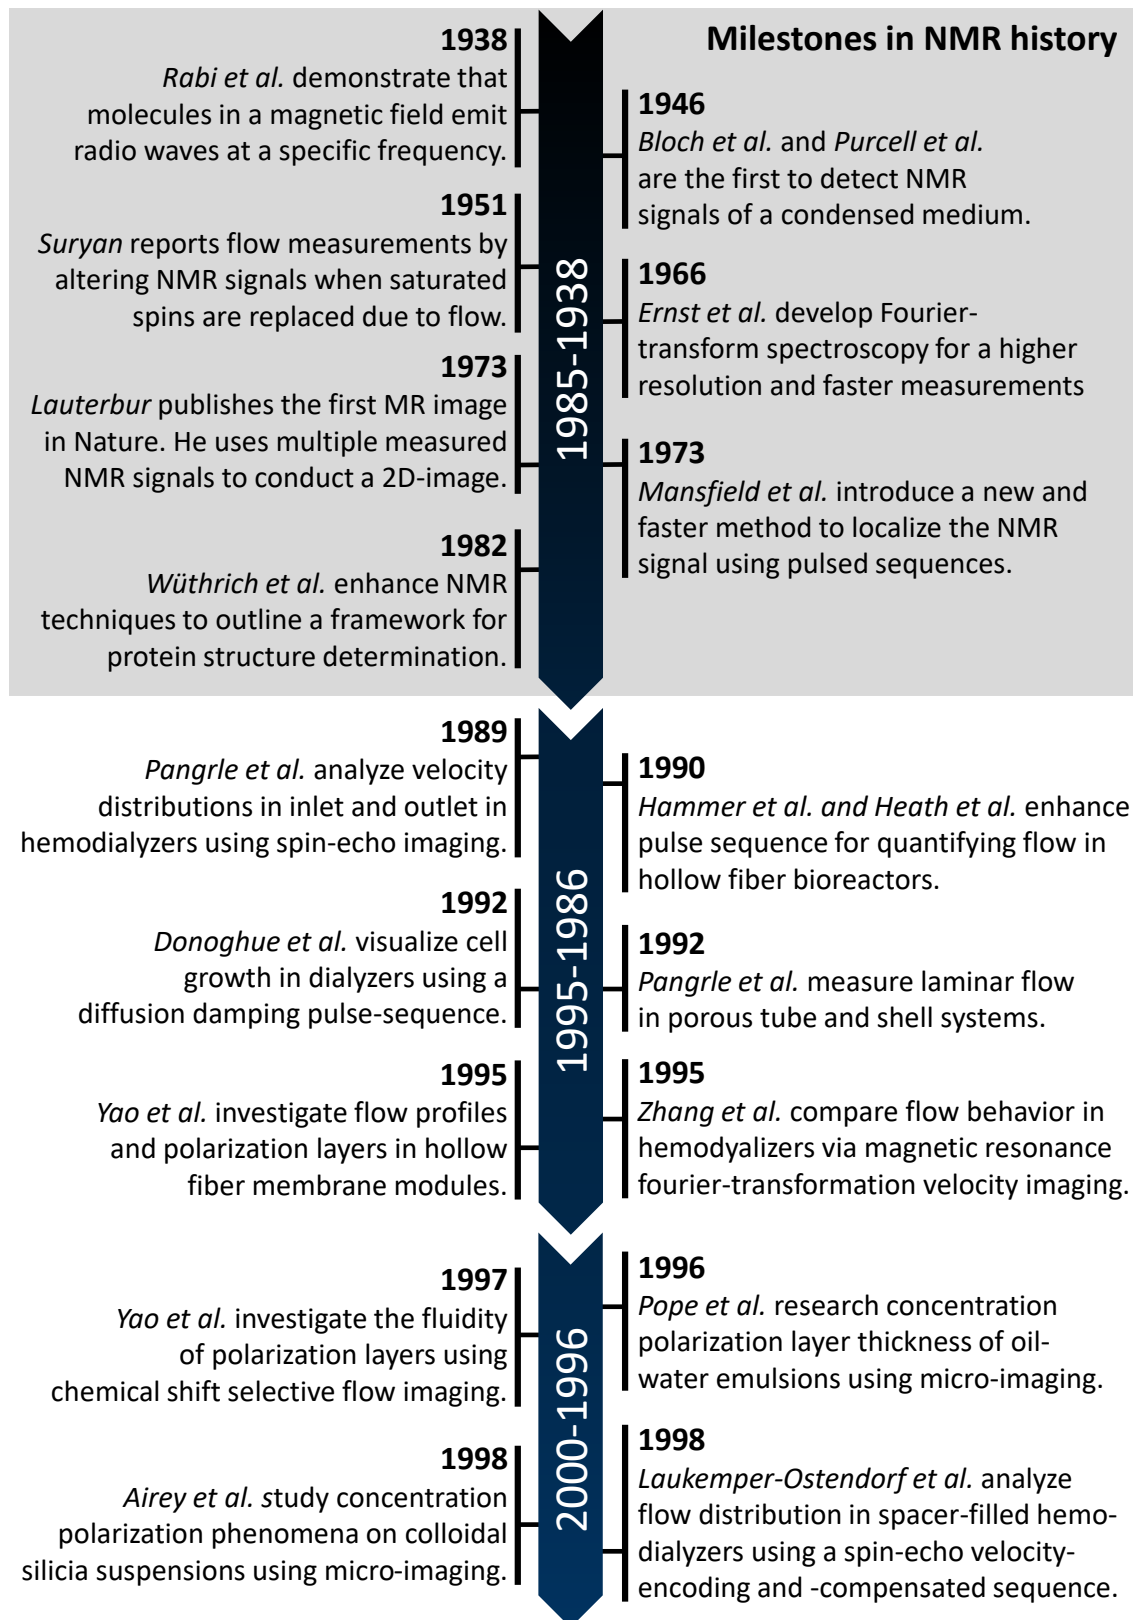 Milestones in NMR history
1938
Rabi et al. demonstrate that
molecules in a magnetic field emit
radio waves at a specific frequency.
1946
Bloch et al. and Purcell et al.
are the first to detect NMR
signals of a condensed medium.
1951
Suryan reports flow measurements by
altering NMR signals when saturated
spins are replaced due to flow.
1966
Ernst et al. develop Fourier-
transform spectroscopy for a higher
resolution and faster measurements
1973
Lauterbur publishes the first MR image
in Nature. He uses multiple measured
NMR signals to conduct a 2D-image.
1973
Mansfield et al. introduce a new and
faster method to localize the NMR
signal using pulsed sequences.
1982
Wüthrich et al. enhance NMR
techniques to outline a framework for
protein structure determination.
1985-1938
1989
Pangrle et al. analyze velocity
distributions in inlet and outlet in
hemodialyzers using spin-echo imaging.
1990
Hammer et al. and Heath et al. enhance
pulse sequence for quantifying flow in
hollow fiber bioreactors.
1992
Donoghue et al. visualize cell
growth in dialyzers using a
diffusion damping pulse-sequence.
1992
Pangrle et al. measure laminar flow
in porous tube and shell systems.
1995
Yao et al. investigate flow profiles
and polarization layers in hollow
fiber membrane modules.
1995
Zhang et al. compare flow behavior in
hemodyalizers via magnetic resonance
fourier-transformation velocity imaging.
1995-1986
1996
Pope et al. research concentration
polarization layer thickness of oil-
water emulsions using micro-imaging.
1997
Yao et al. investigate the fluidity
of polarization layers using
chemical shift selective flow imaging.
1998
Laukemper-Ostendorf et al. analyze
flow distribution in spacer-filled hemo-
dialyzers using a spin-echo velocity-
encoding and -compensated sequence.
1998
Airey et al. study concentration
polarization phenomena on colloidal
silicia suspensions using micro-imaging.
2000-1996